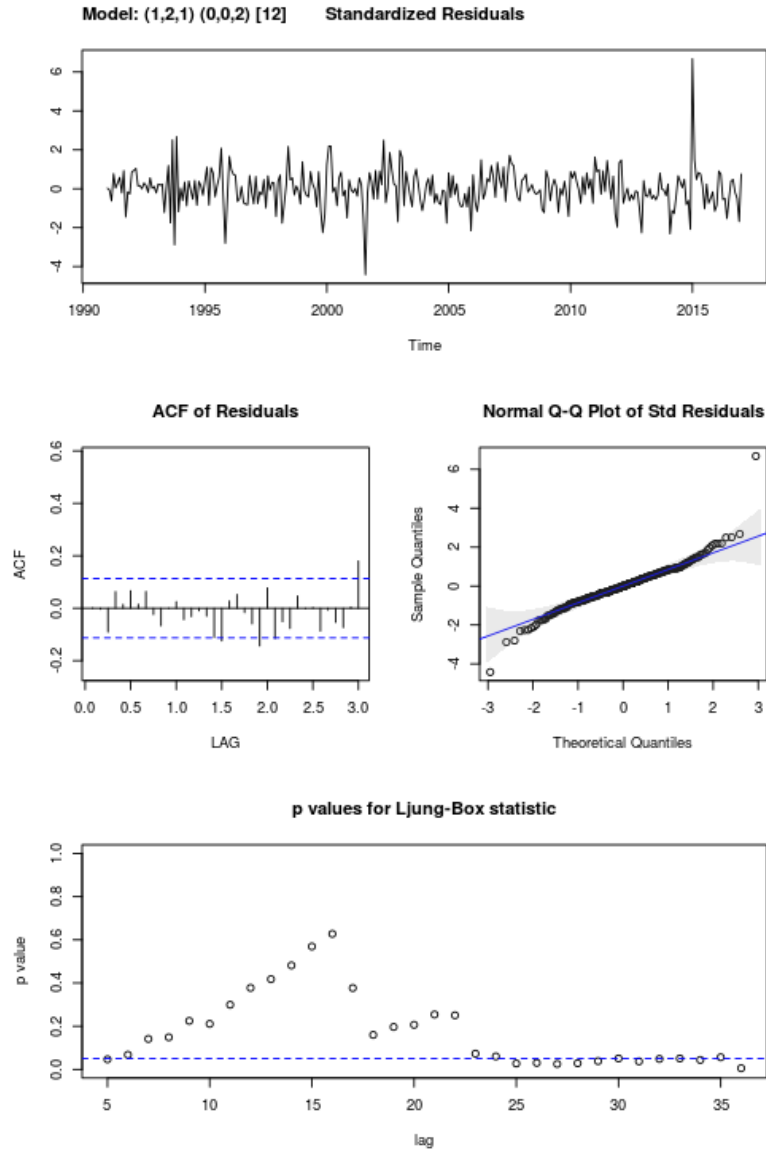 Model: (1,2,1) (0,0,2) [12] Standardized Residuals
6
4
2
0
-2
-4
1990 1995 2000 2005 2010 2015
Time
ACF of Residuals
ACF
0.6
0.4
0.2
0.0
-0.2
0.0 0.5 1.0 1.5 2.0 2.5 3.0
LAG
Normal Q-Q Plot of Std Residuals
Sample Quantiles
6
4
2
0
-2
-4
-3 -2 -1 0 1 2 3
Theoretical Quantiles
p values for Ljung-Box statistic
p value
1.0
0.8
0.6
0.4
0.2
0.0
5 10 15 20 25 30 35
lag